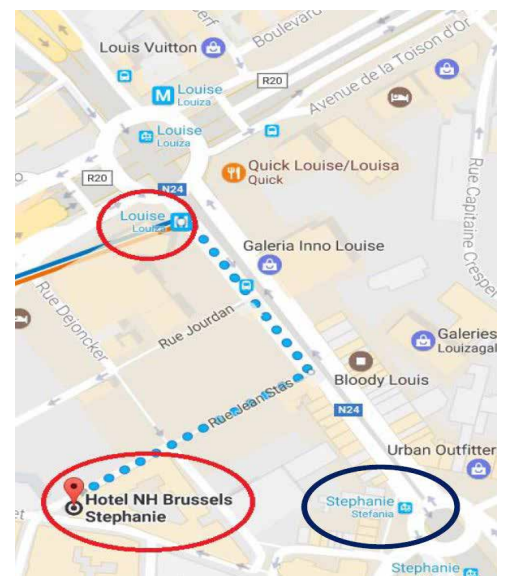 Louis Vuitton
Boulevard
R20
Avenue de la Toison d'Or
M Louise
Louiza
Louise
Louiza
Quick Louise/Louisa
Quick
R20
N24
Rue Capitaine Crespel
Louise
Louiza
Galeria Inno Louise
Rue Dejoncker
Rue Jourdan
Galeries
Louizagal
Bloody Louis
Rue Jean Stas
N24
Urban Outfitter
Hotel NH Brussels
Stephanie
Stephanie
Stefania
Stephanie